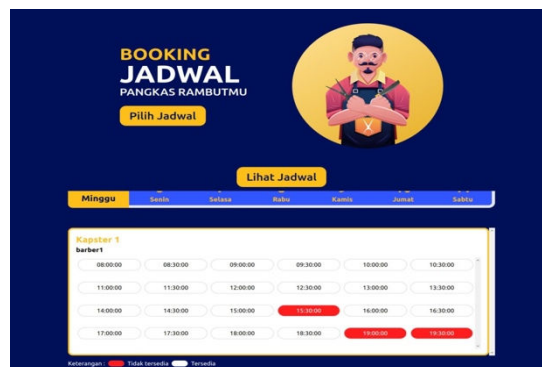 BOOKING
JADWAL
PANGKAS RAMBUTMU
Pilih Jadwal
Lihat Jadwal
Minggu Senin Selasa Rabu Kamis Jumat Sabtu
Kapster 1
barber1
08:00:00 08:30:00 09:00:00 09:30:00 10:00:00 10:30:00
11:00:00 11:30:00 12:00:00 12:30:00 13:00:00 13:30:00
14:00:00 14:30:00 15:00:00 15:30:00 16:00:00 16:30:00
17:00:00 17:30:00 18:00:00 18:30:00 19:00:00 19:30:00
Keterangan : Tidak tersedia Tersedia